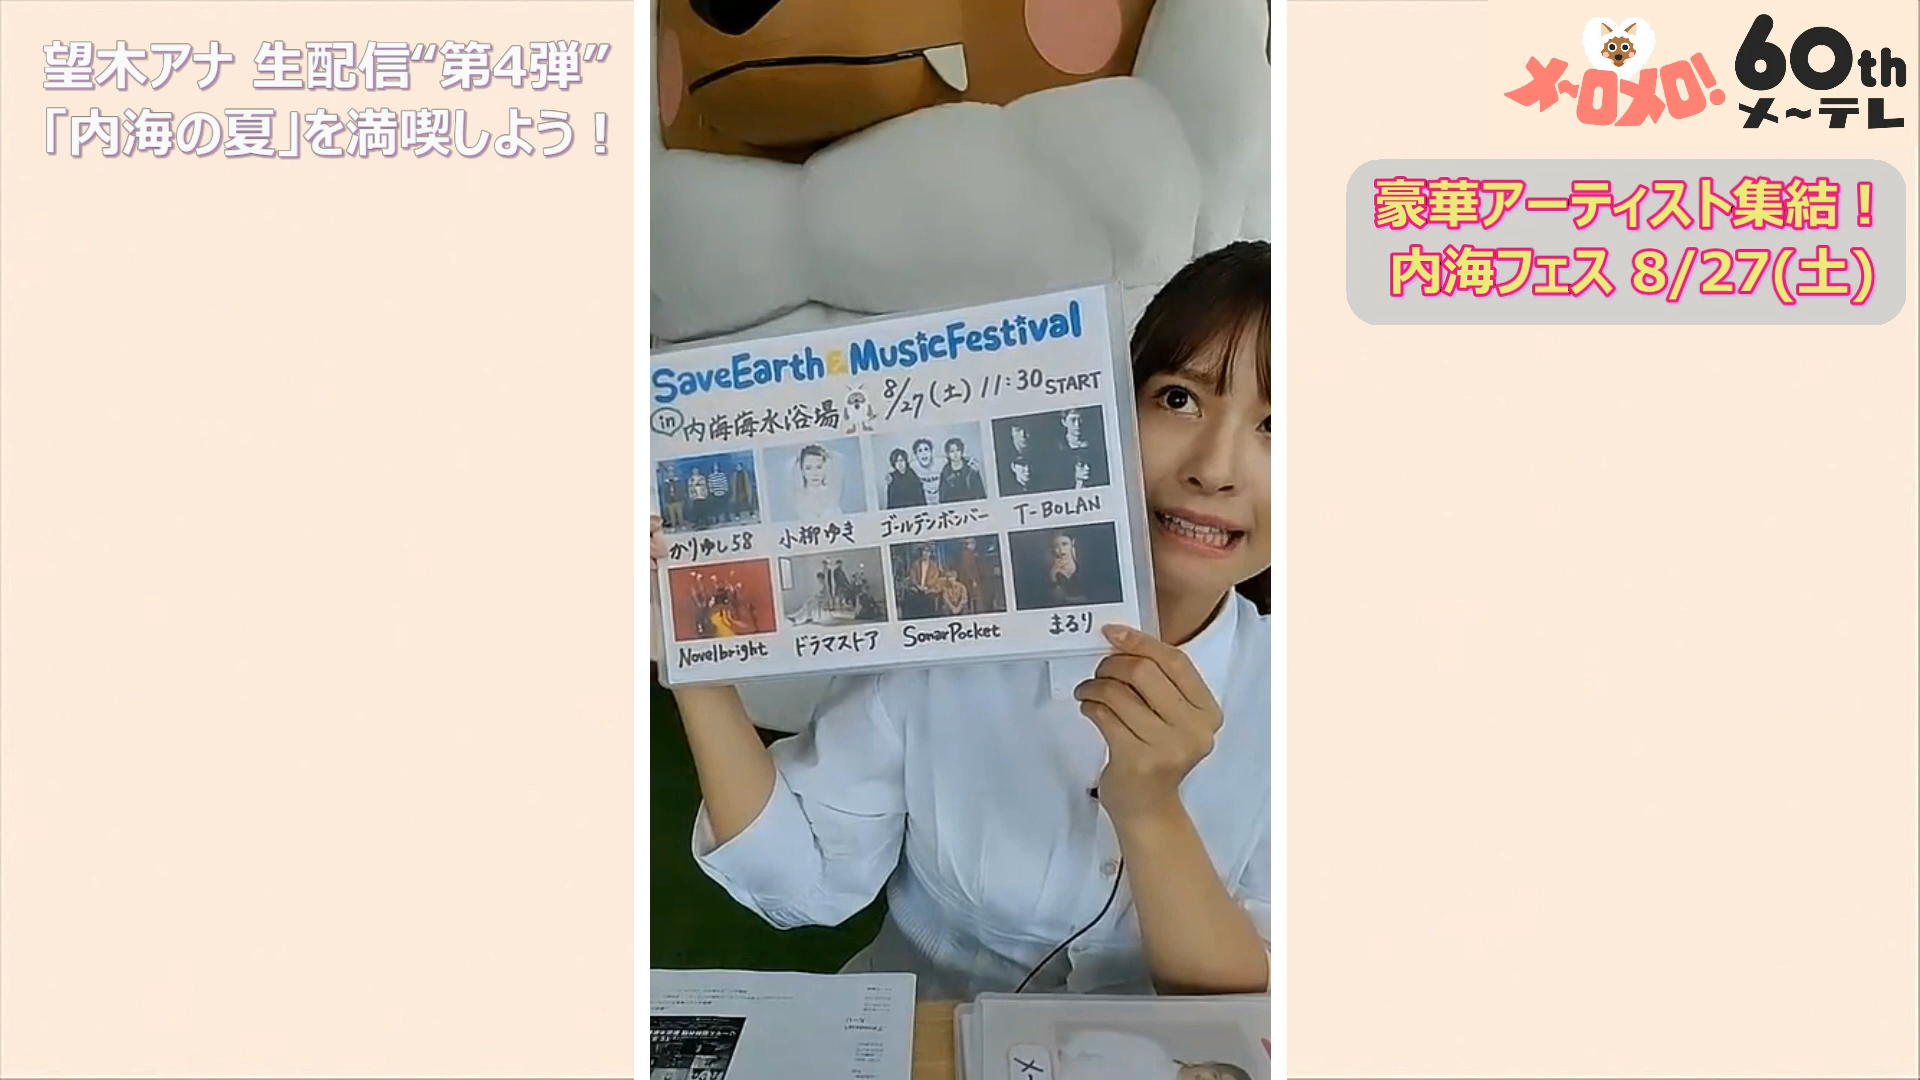 望木アナ 生配信“第4弾”
「内海の夏」を満喫しよう！
メ～ロメロ!
60th
メ～テレ
豪華アーティスト集結！
内海フェス 8/27(土)
SaveEarth&MusicFestival
in 内海海水浴場 8/27(土) 11:30 START
かりゆし58 小柳ゆき ゴールデンボンバー T-BOLAN
Novelbright ドラマストア SonarPocket まるり